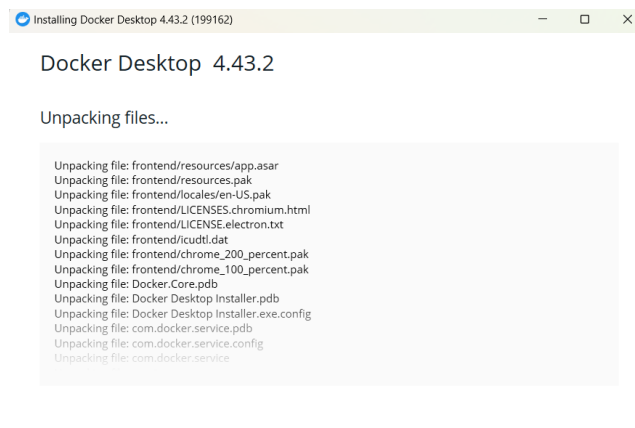 Installing Docker Desktop 4.43.2 (199162)
Docker Desktop 4.43.2
Unpacking files...
Unpacking file: frontend/resources/app.asar
Unpacking file: frontend/resources.pak
Unpacking file: frontend/locales/en-US.pak
Unpacking file: frontend/LICENSES.chromium.html
Unpacking file: frontend/LICENSE.electron.txt
Unpacking file: frontend/icudtl.dat
Unpacking file: frontend/chrome_200_percent.pak
Unpacking file: frontend/chrome_100_percent.pak
Unpacking file: Docker.Core.pdb
Unpacking file: Docker Desktop Installer.pdb
Unpacking file: Docker Desktop Installer.exe.config
Unpacking file: com.docker.service.pdb
Unpacking file: com.docker.service.config
Unpacking file: com.docker.service